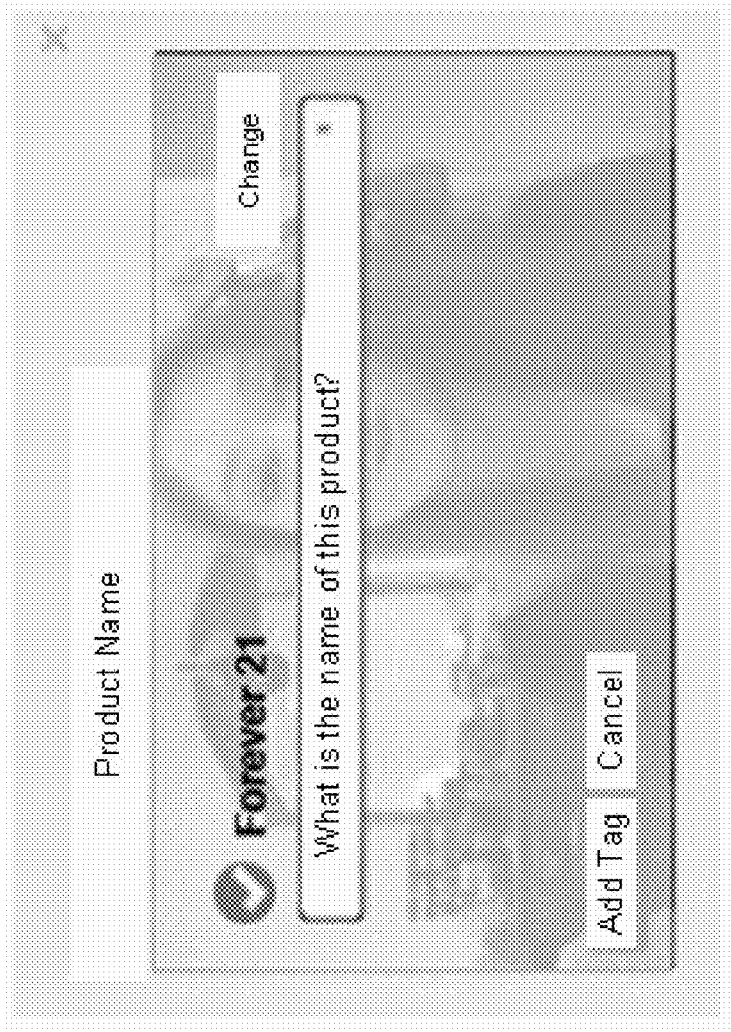 X
Product Name
Forever 21
Change
What is the name of this product? *
Add Tag
Cancel